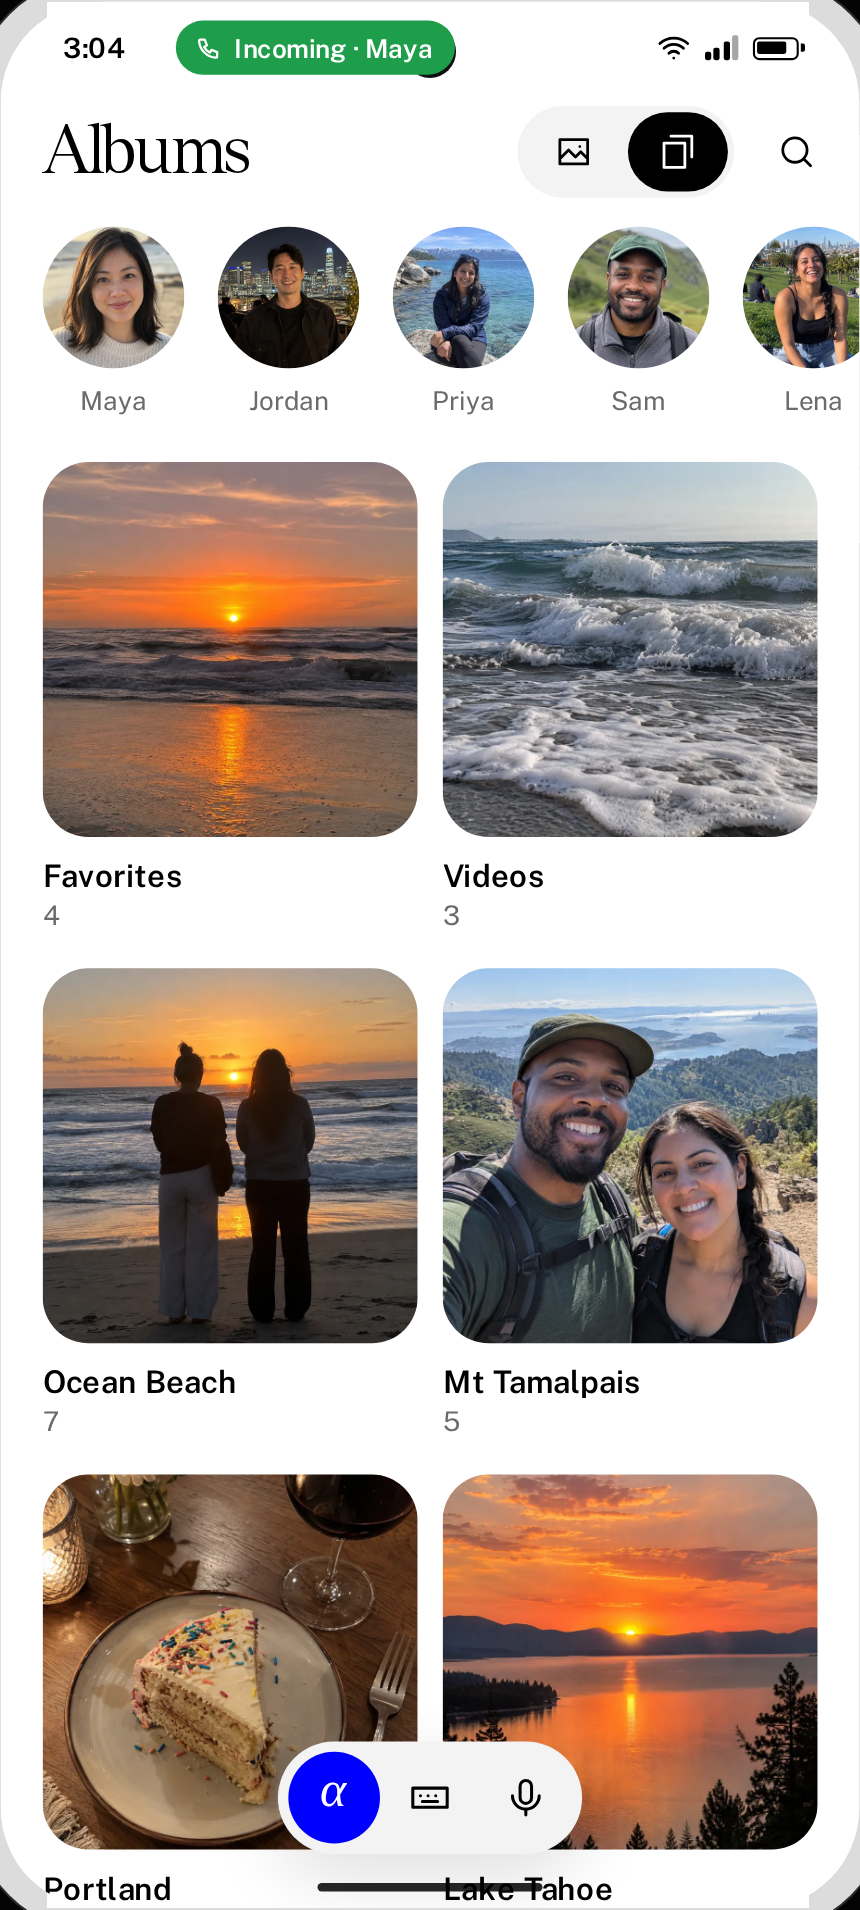 3:04
Incoming · Maya
Albums
Maya
Jordan
Priya
Sam
Lena
Favorites
4
Videos
3
Ocean Beach
7
Mt Tamalpais
5
α
Portland
Lake Tahoe